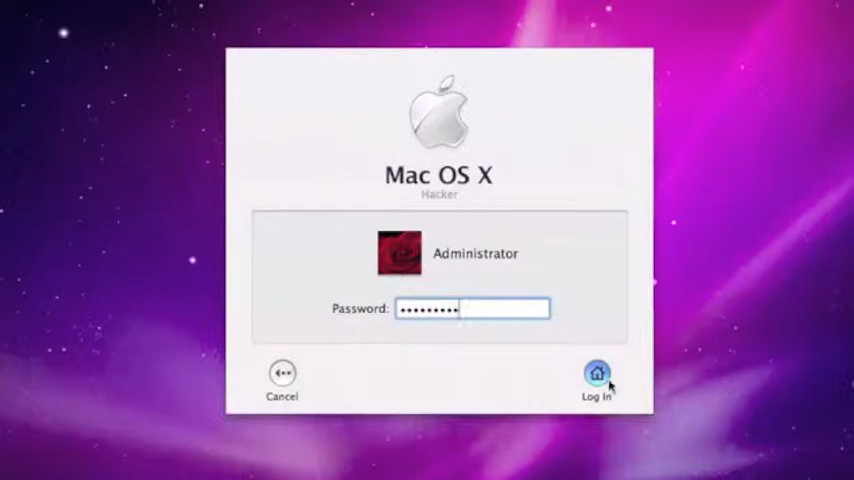 Mac OS X
Hacker
Administrator
Password: •••••••••
Cancel
Log In